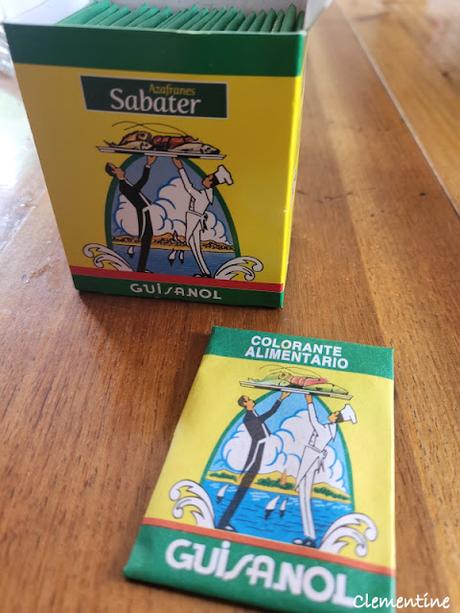 Azafranes
Sabater
GUISANOL
COLORANTE
ALIMENTARIO
GUISANOL
Clementine